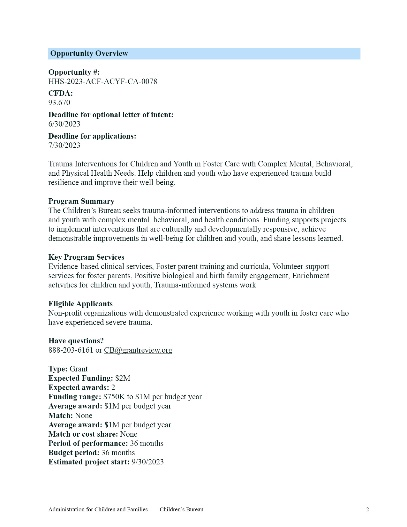 Opportunity Overview
Opportunity #:
HHS-2023-ACF-ACYF-CA-0078
CFDA:
93.670
Deadline for optional letter of intent:
6/30/2023
Deadline for applications:
7/30/2023
Trauma Interventions for Children and Youth in Foster Care with Complex Mental, Behavioral,
and Physical Health Needs. Help children and youth who have experienced trauma build
resilience and improve their well-being.
Program Summary
The Children's Bureau seeks trauma-informed interventions to address trauma in children
and youth with complex mental, behavioral, and health conditions. Funding supports projects
to implement interventions that are culturally and developmentally responsive, achieve
demonstrable improvements in well-being for children and youth, and share lessons learned.
Key Program Services
Evidence-based clinical services, Foster parent training and curricula, Volunteer support
services for foster parents, Positive biological and birth family engagement, Enrichment
activities for children and youth, Trauma-informed systems work
Eligible Applicants
Non-profit organizations with demonstrated experience working with youth in foster care who
have experienced severe trauma.
Have questions?
888-203-6161 or CB@grantreview.org
Type: Grant
Expected Funding: $2M
Expected awards: 2
Funding range: $750K to $1M per budget year
Average award: $1M per budget year
Match: None
Average award: $1M per budget year
Match or cost share: None
Period of performance: 36 months
Budget period: 36 months
Estimated project start: 9/30/2023
Administration for Children and Families Children's Bureau 2